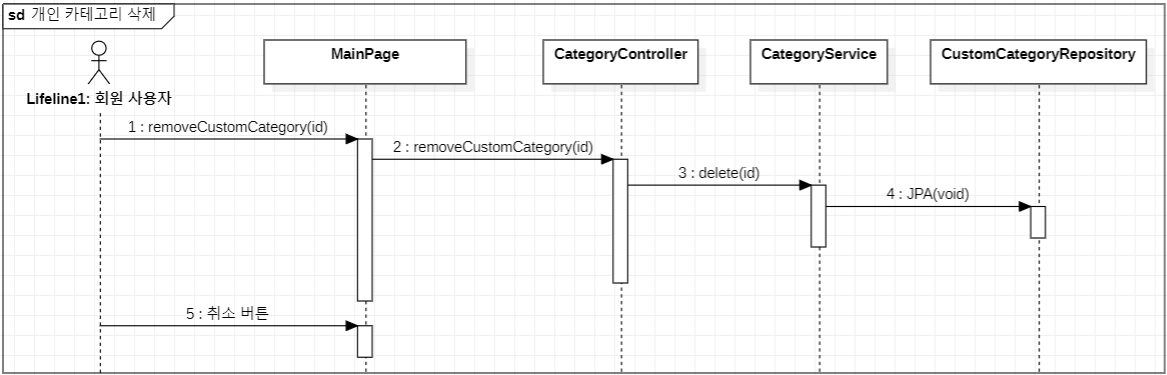 sd 개인 카테고리 삭제
MainPage
CategoryController
CategoryService
CustomCategoryRepository
Lifeline1: 회원 사용자
1 : removeCustomCategory(id)
2 : removeCustomCategory(id)
3 : delete(id)
4 : JPA(void)
5 : 취소 버튼